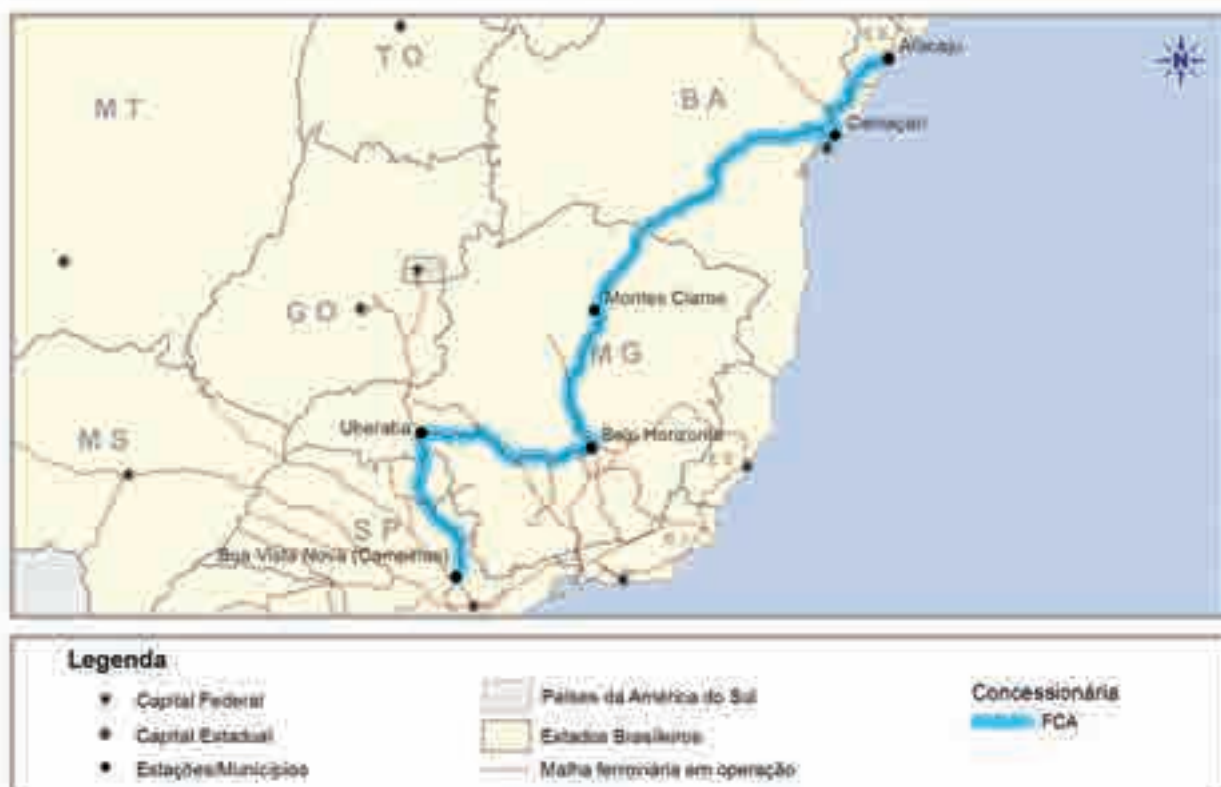 TO
MT
BA
Aracaju
N
Camaçari
Montes Claros
GO
MG
Uberaba
Belo Horizonte
MS
ES
SP
RJ
Boa Vista Nova (Campinas)
Legenda
Capital Federal
Capital Estadual
Estações/Municípios
Países da América do Sul
Estados Brasileiros
Malha ferroviária em operação
Concessionária
FCA